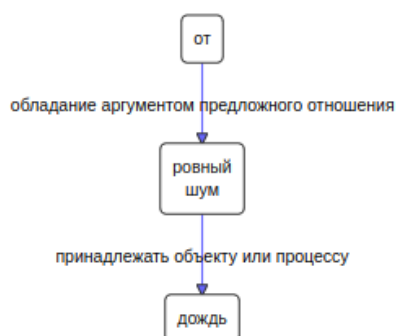 от
обладание аргументом предложного отношения
ровный
шум
принадлежать объекту или процессу
дождь